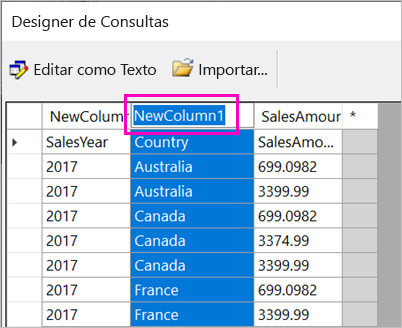 Designer de Consultas
Editar como Texto Importar...
NewColumn NewColumn1 SalesAmour *
SalesYear Country SalesAmo...
2017 Australia 699.0982
2017 Australia 3399.99
2017 Canada 699.0982
2017 Canada 3374.99
2017 Canada 3399.99
2017 France 699.0982
2017 France 3399.99